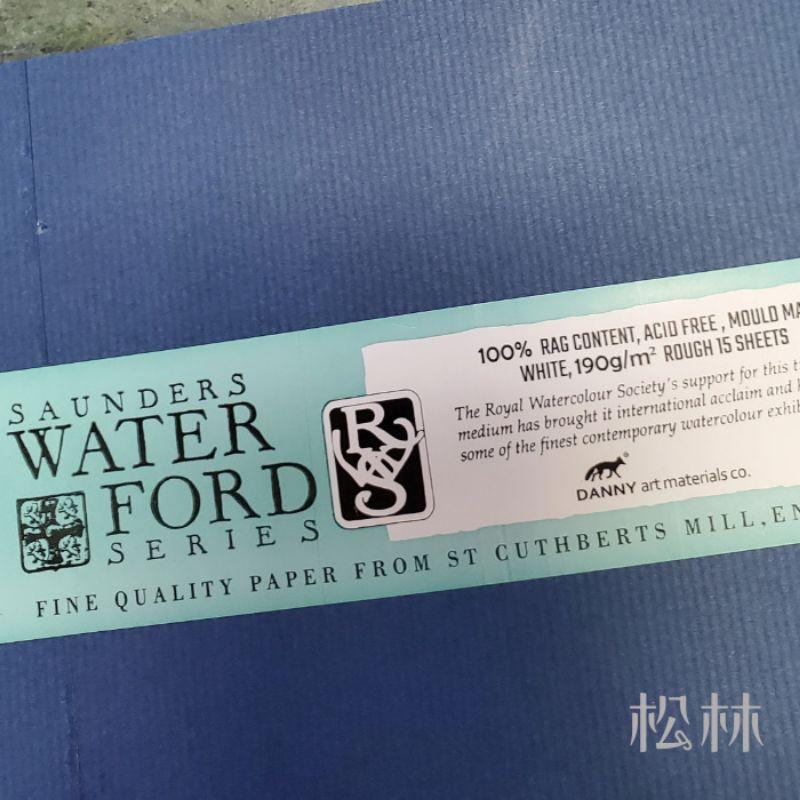 SAUNDERS
WATER
FORD
SERIES
RWS
100% RAG CONTENT, ACID FREE, MOULD
WHITE, 190g/m² ROUGH 15 SHEETS
The Royal Watercolour Society's support for this
medium has brought it international acclaim and
some of the finest contemporary watercolour
DANNY art materials co.
FINE QUALITY PAPER FROM ST CUTHBERTS MILL,
松林